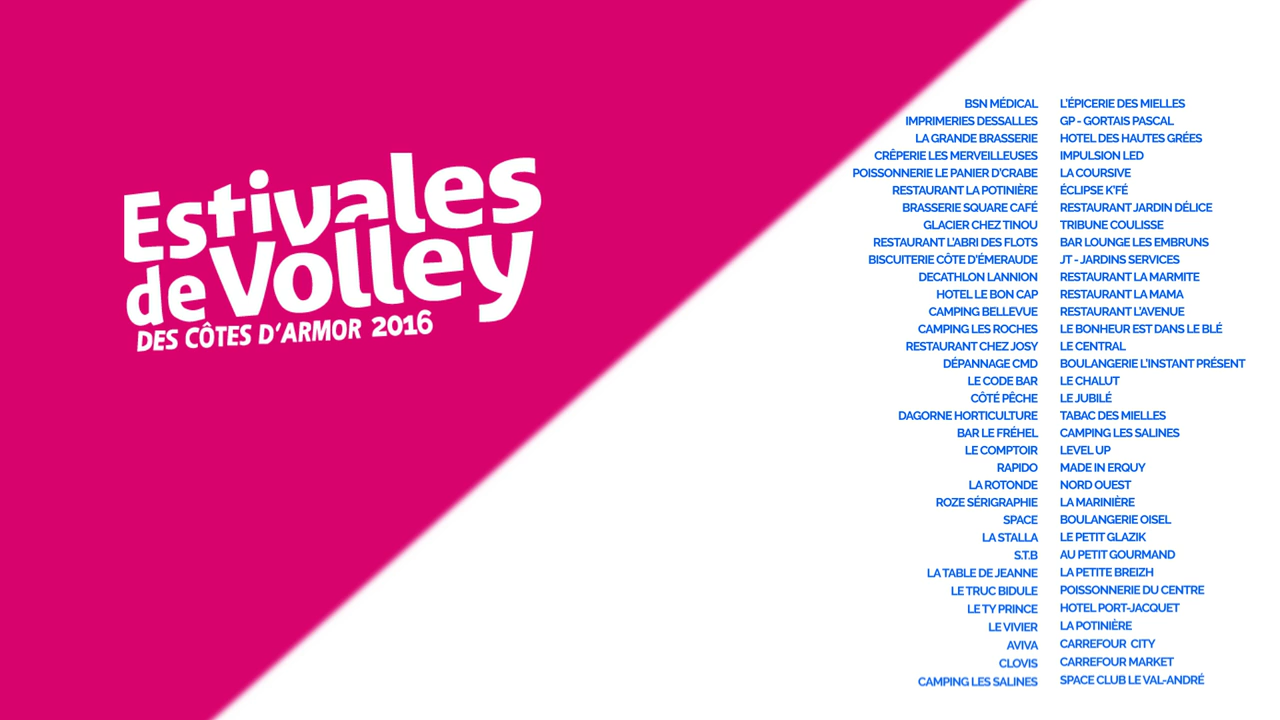 Estivales
de Volley
DES CÔTES D'ARMOR 2016
BSN MÉDICAL
IMPRIMERIES DESSALLES
LA GRANDE BRASSERIE
CRÊPERIE LES MERVEILLEUSES
POISSONNERIE LE PANIER D'CRABE
RESTAURANT LA POTINIÈRE
BRASSERIE SQUARE CAFÉ
GLACIER CHEZ TINOU
RESTAURANT L'ABRI DES FLOTS
BISCUITERIE CÔTE D'ÉMERAUDE
DECATHLON LANNION
HOTEL LE BON CAP
CAMPING BELLEVUE
CAMPING LES ROCHES
RESTAURANT CHEZ JOSY
DÉPANNAGE CMD
LE CODE BAR
CÔTÉ PÊCHE
DAGORNE HORTICULTURE
BAR LE FRÉHEL
LE COMPTOIR
RAPIDO
LA ROTONDE
ROZE SÉRIGRAPHIE
SPACE
LA STALLA
S.T.B
LA TABLE DE JEANNE
LE TRUC BIDULE
LE TY PRINCE
LE VIVIER
AVIVA
CLOVIS
CAMPING LES SALINES
L'ÉPICERIE DES MIELLES
GP - GORTAIS PASCAL
HOTEL DES HAUTES GRÉES
IMPULSION LED
LA COURSIVE
ÉCLIPSE K'FÉ
RESTAURANT JARDIN DÉLICE
TRIBUNE COULISSE
BAR LOUNGE LES EMBRUNS
JT - JARDINS SERVICES
RESTAURANT LA MARMITE
RESTAURANT LA MAMA
RESTAURANT L'AVENUE
LE BONHEUR EST DANS LE BLÉ
LE CENTRAL
BOULANGERIE L'INSTANT PRÉSENT
LE CHALUT
LE JUBILÉ
TABAC DES MIELLES
CAMPING LES SALINES
LEVEL UP
MADE IN ERQUY
NORD OUEST
LA MARINIÈRE
BOULANGERIE OISEL
LE PETIT GLAZIK
AU PETIT GOURMAND
LA PETITE BREIZH
POISSONNERIE DU CENTRE
HOTEL PORT-JACQUET
LA POTINIÈRE
CARREFOUR CITY
CARREFOUR MARKET
SPACE CLUB LE VAL-ANDRÉ